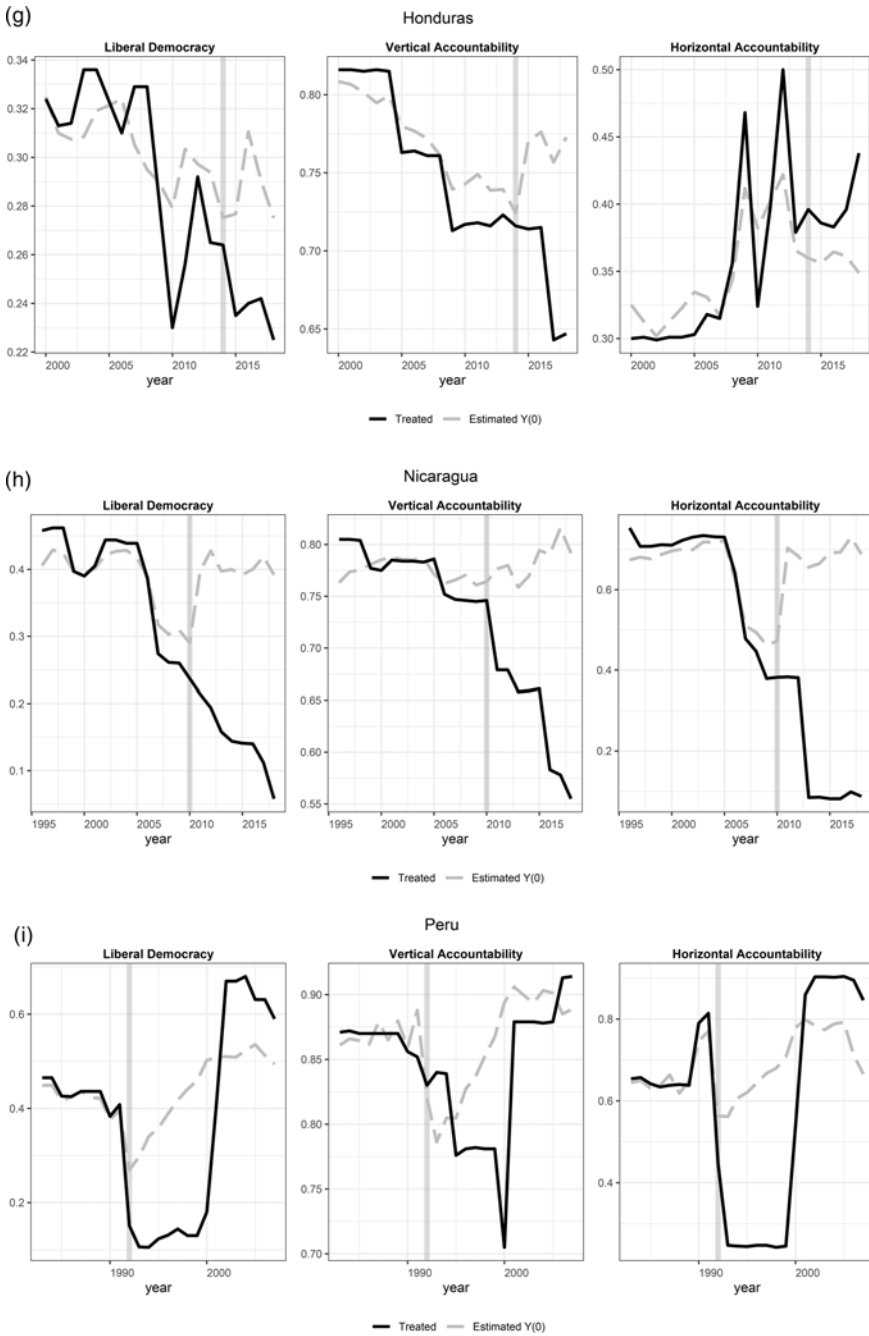 (g)
Honduras
Liberal Democracy
Vertical Accountability
Horizontal Accountability
0.34
0.32
0.30
0.28
0.26
0.24
0.22
2000 2005 2010 2015
year
0.80
0.75
0.70
0.65
2000 2005 2010 2015
year
0.50
0.45
0.40
0.35
0.30
2000 2005 2010 2015
year
Treated Estimated Y(0)
(h)
Nicaragua
Liberal Democracy
Vertical Accountability
Horizontal Accountability
0.4
0.3
0.2
0.1
1995 2000 2005 2010 2015
year
0.80
0.75
0.70
0.65
0.60
0.55
1995 2000 2005 2010 2015
year
0.6
0.4
0.2
1995 2000 2005 2010 2015
year
Treated Estimated Y(0)
(i)
Peru
Liberal Democracy
Vertical Accountability
Horizontal Accountability
0.6
0.4
0.2
1990 2000
year
0.90
0.85
0.80
0.75
0.70
1990 2000
year
0.8
0.6
0.4
1990 2000
year
Treated Estimated Y(0)